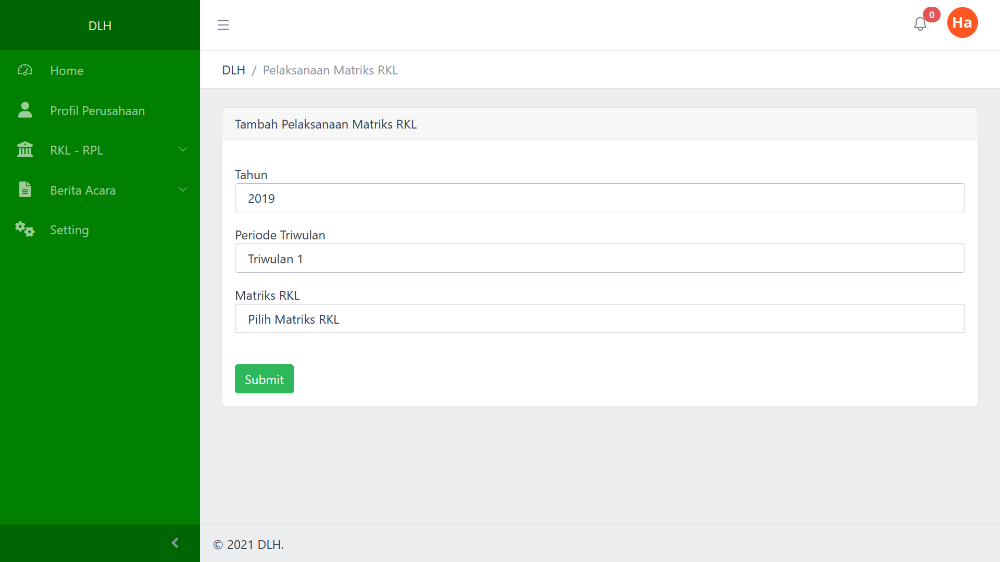 DLH
Home
Profil Perusahaan
RKL - RPL
Berita Acara
Setting
0
Ha
DLH / Pelaksanaan Matriks RKL
Tambah Pelaksanaan Matriks RKL
Tahun
2019
Periode Triwulan
Triwulan 1
Matriks RKL
Pilih Matriks RKL
Submit
© 2021 DLH.